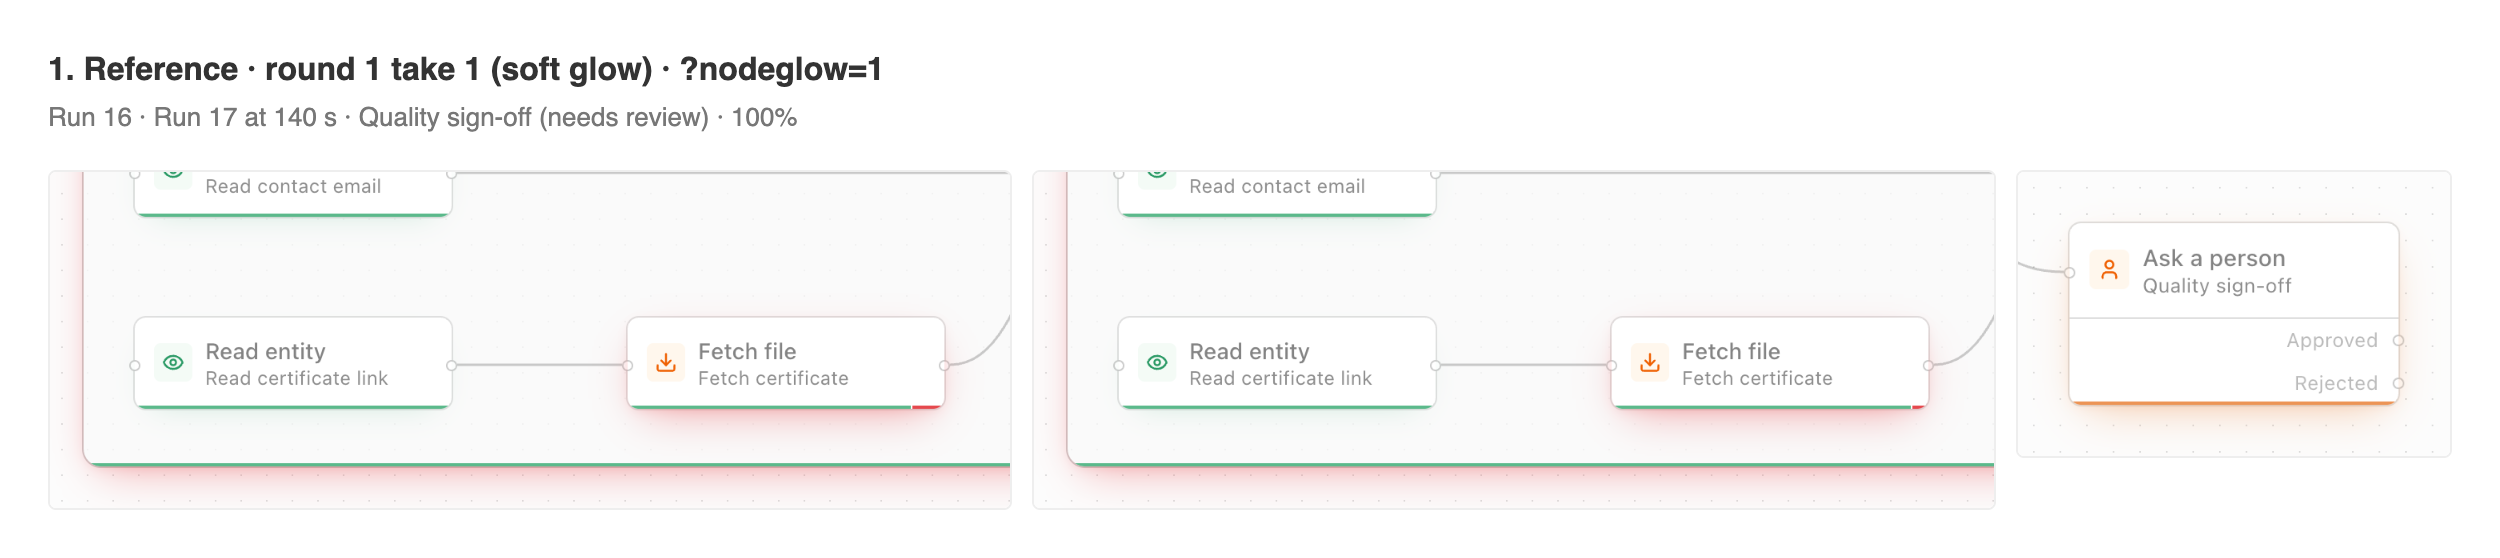 1. Reference · round 1 take 1 (soft glow) · ?nodeglow=1
Run 16 · Run 17 at 140 s · Quality sign-off (needs review) · 100%
Read contact email
Read entity
Read certificate link
Fetch file
Fetch certificate
Read contact email
Read entity
Read certificate link
Fetch file
Fetch certificate
Ask a person
Quality sign-off
Approved
Rejected